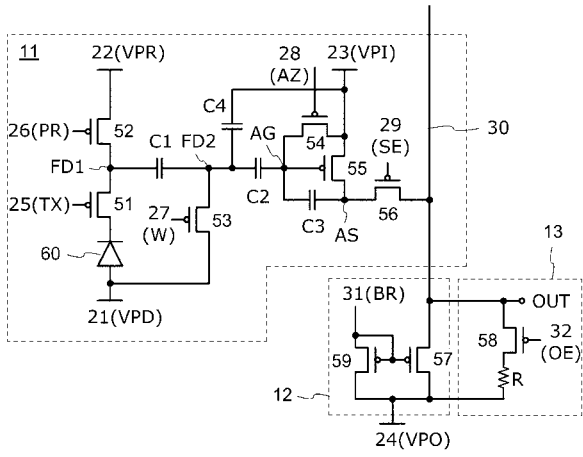 11
22(VPR)
28
(AZ)
23(VPI)
C4
26(PR)
52
C1
FD2
AG
54
29
(SE)
30
FD1
55
25(TX)
51
27
(W)
53
C2
C3
AS
56
60
21(VPD)
13
31(BR)
OUT
59
57
58
32
(OE)
R
12
24(VPO)